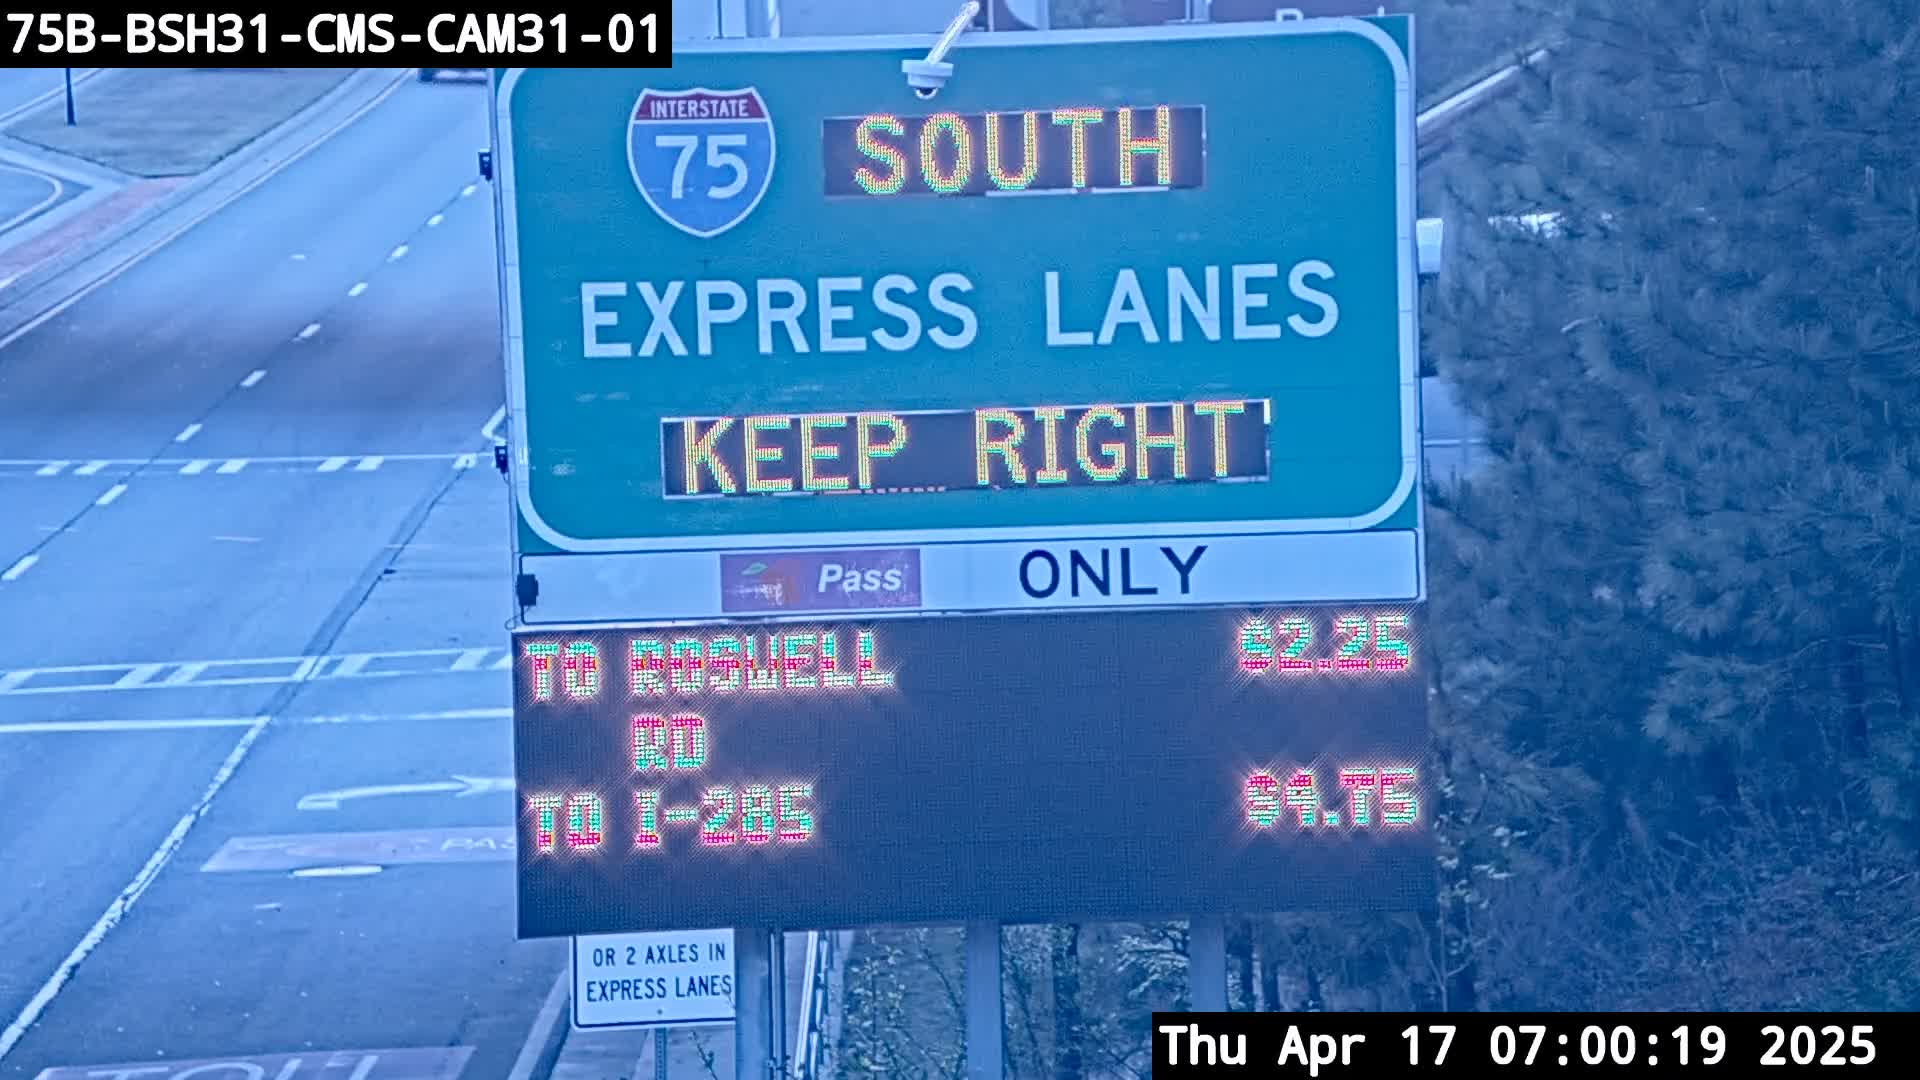 75B-BSH31-CMS-CAM31-01
INTERSTATE
75
SOUTH
EXPRESS LANES
KEEP RIGHT
Pass ONLY
TO ROSWELL $2.25
RD
TO I-285 $4.75
OR 2 AXLES IN
EXPRESS LANES
TOLL
Thu Apr 17 07:00:19 2025